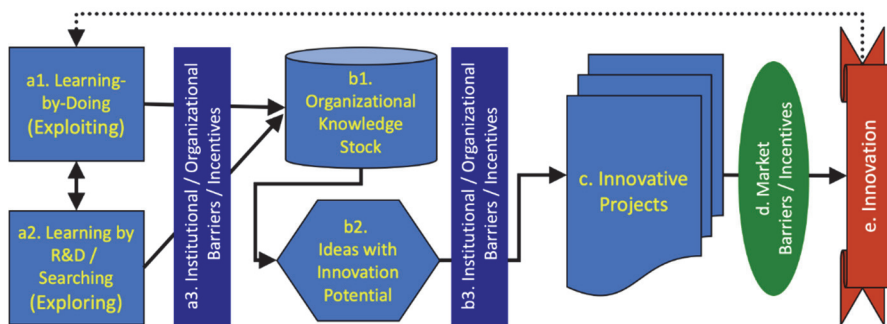 a1. Learning-
by-Doing
(Exploiting)
a2. Learning by
R&D /
Searching
(Exploring)
a3. Institutional / Organizational
Barriers / Incentives
b1.
Organizational
Knowledge
Stock
b2.
Ideas with
Innovation
Potential
b3. Institutional / Organizational
Barriers / Incentives
c. Innovative
Projects
d. Market
Barriers / Incentives
e. Innovation